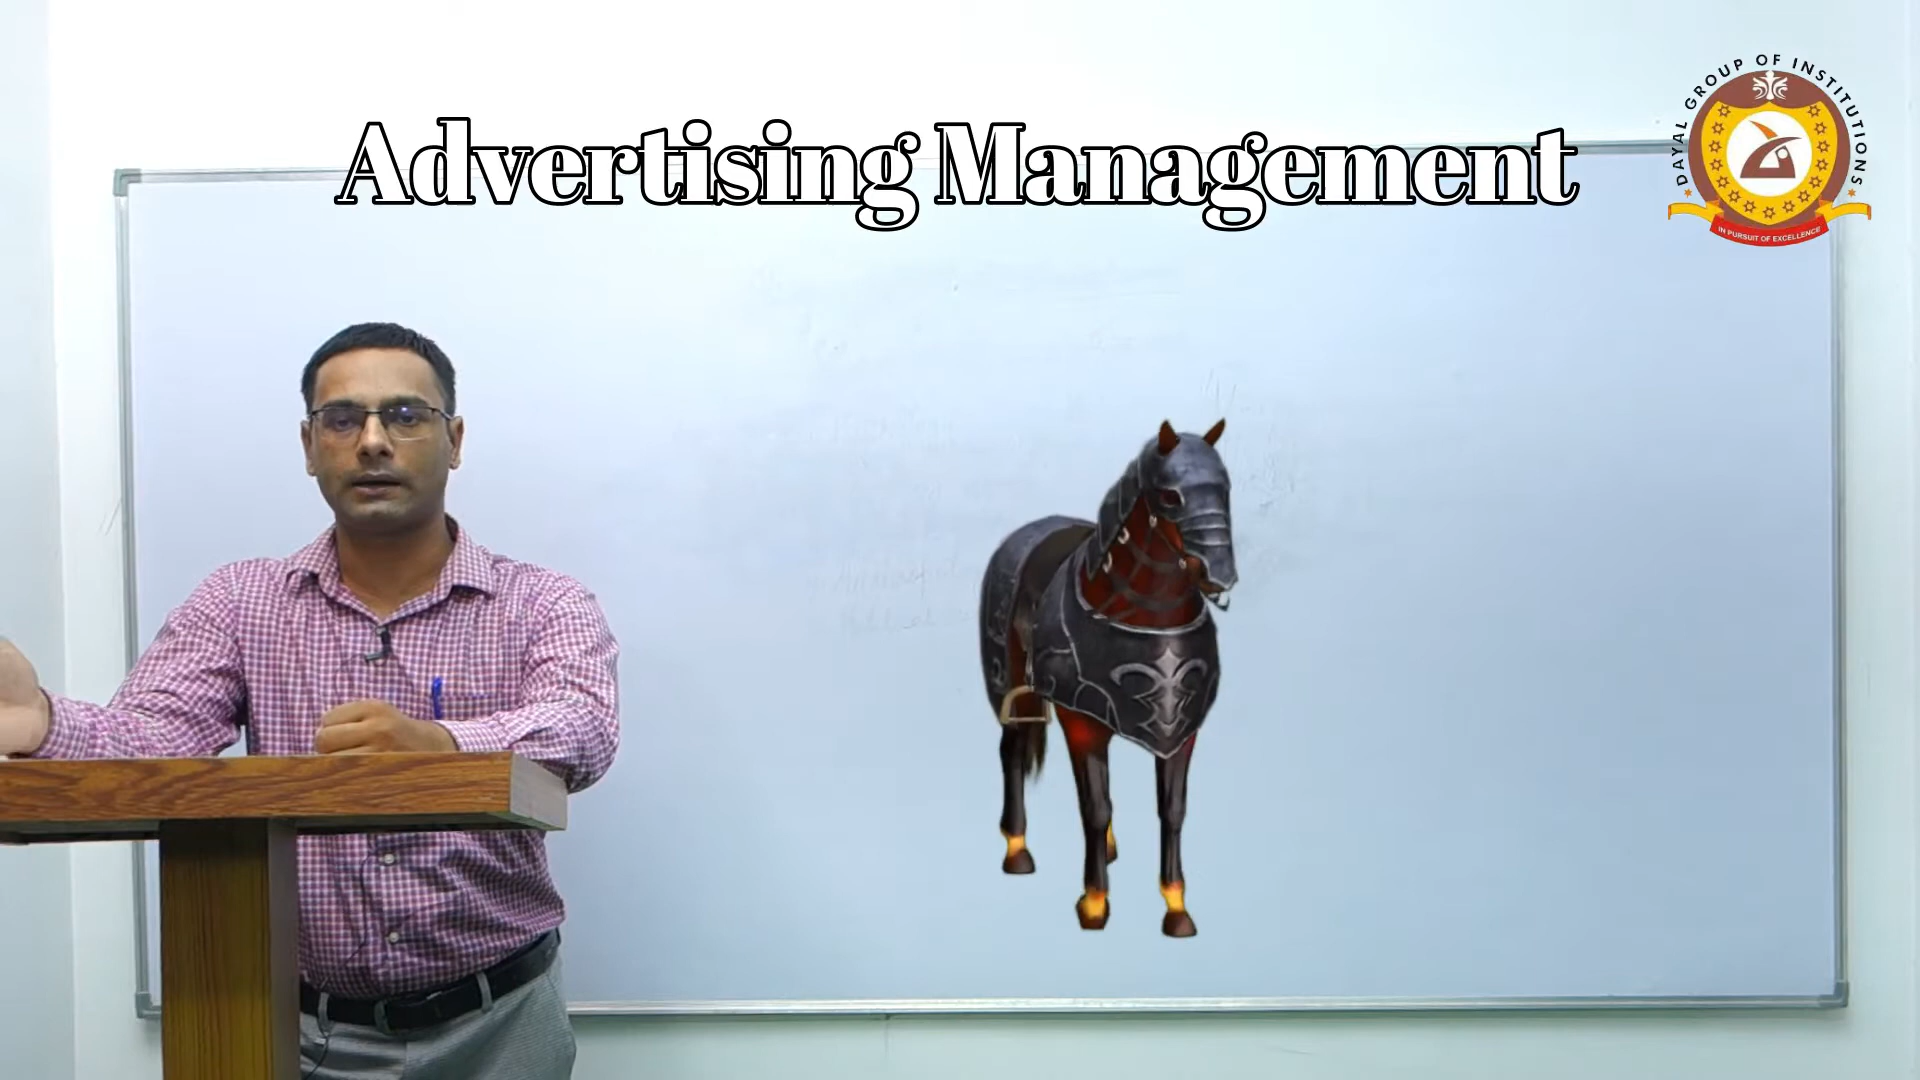 Advertising Management
DAYAL GROUP OF INSTITUTIONS
IN PURSUIT OF EXCELLENCE